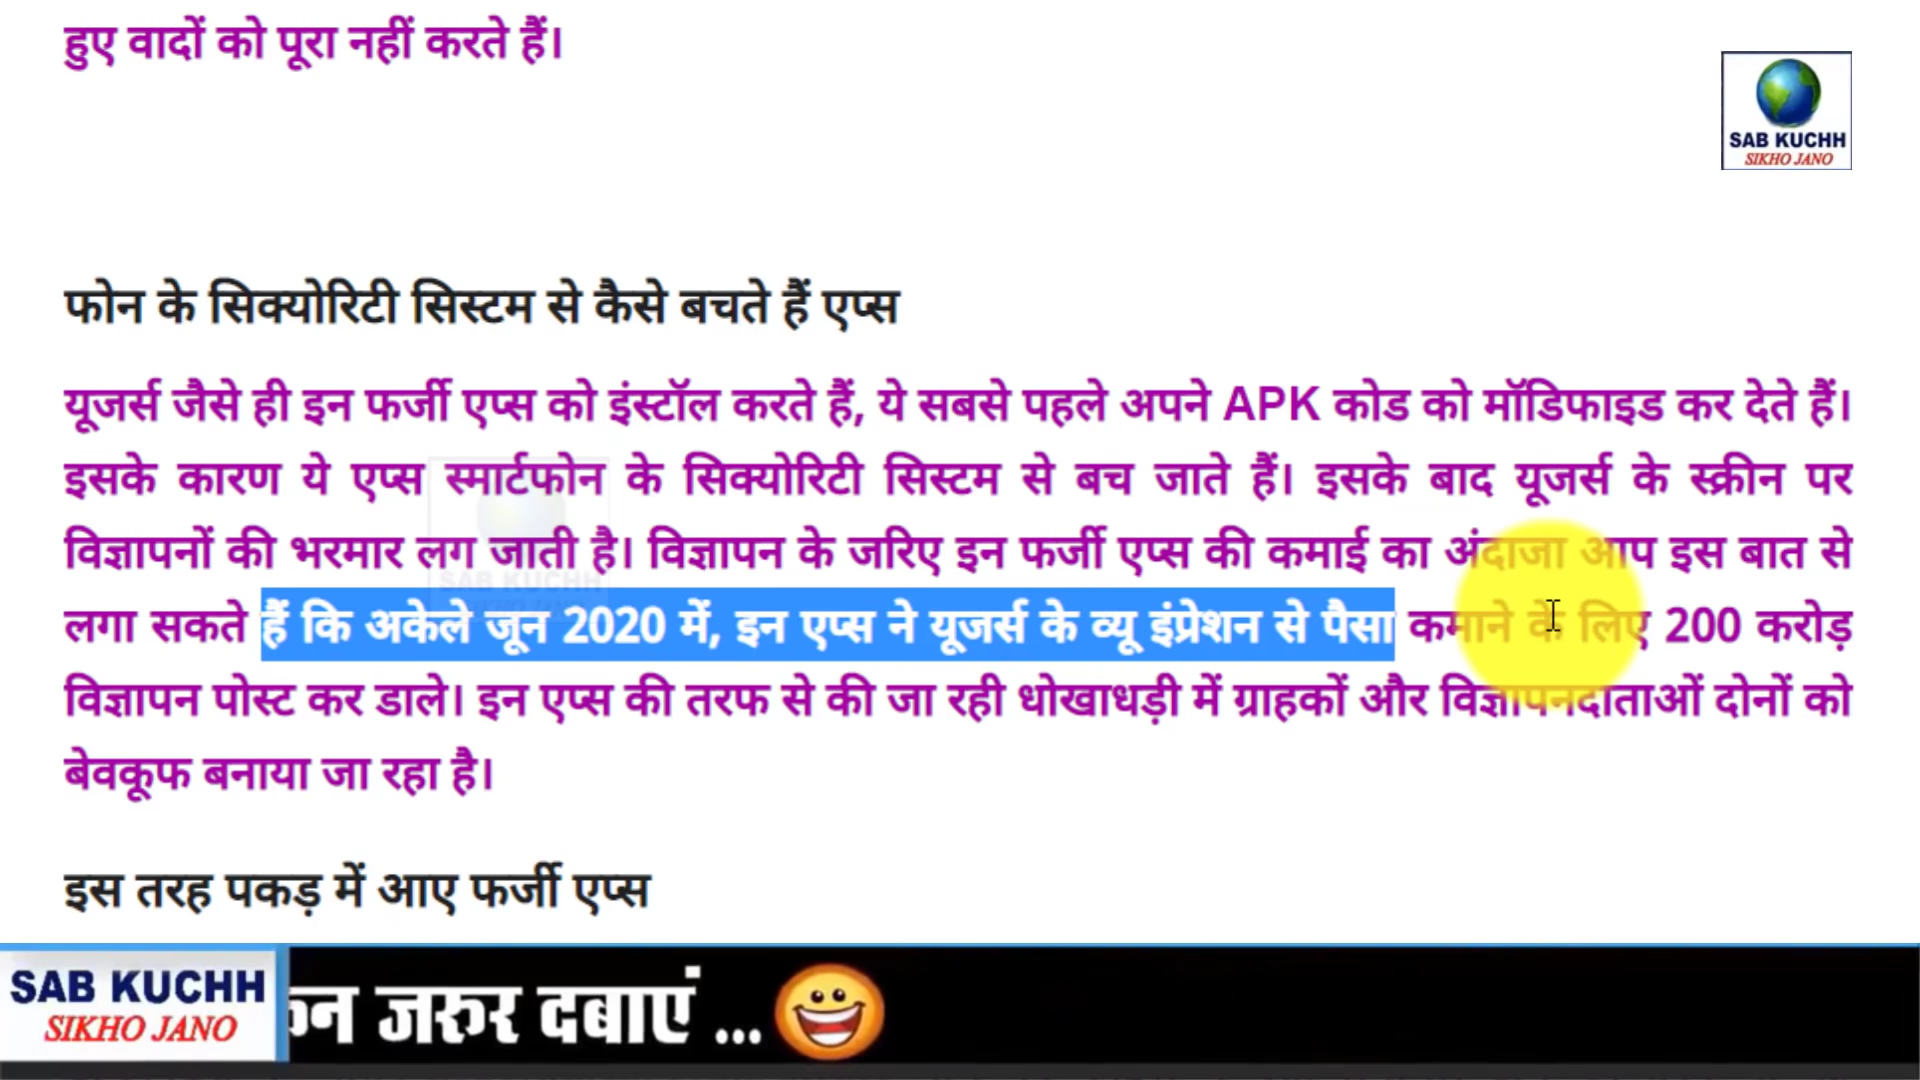 हुए वादों को पूरा नहीं करते हैं।
SAB KUCHH
SIKHO JANO
फोन के सिक्योरिटी सिस्टम से कैसे बचते हैं एप्स
यूजर्स जैसे ही इन फर्जी एप्स को इंस्टॉल करते हैं, ये सबसे पहले अपने APK कोड को मॉडिफाइड कर देते हैं।
इसके कारण ये एप्स स्मार्टफोन के सिक्योरिटी सिस्टम से बच जाते हैं। इसके बाद यूजर्स के स्क्रीन पर
विज्ञापनों की भरमार लग जाती है। विज्ञापन के जरिए इन फर्जी एप्स की कमाई का अंदाजा आप इस बात से
SAB KUCHH
लगा सकते हैं कि अकेले जून 2020 में, इन एप्स ने यूजर्स के व्यू इंप्रेशन से पैसा कमाने के लिए 200 करोड़
विज्ञापन पोस्ट कर डाले। इन एप्स की तरफ से की जा रही धोखाधड़ी में ग्राहकों और विज्ञापनदाताओं दोनों को
बेवकूफ बनाया जा रहा है।
इस तरह पकड़ में आए फर्जी एप्स
SAB KUCHH
SIKHO JANO
जरुर दबाएं ...